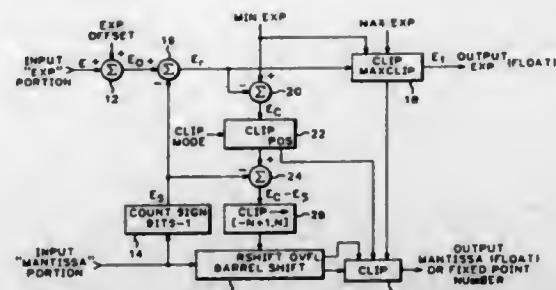 EXP
OFFSET
MIN EXP
MAX EXP
INPUT
"EXP"
PORTION
E
+
+
E0
+
16
Er
12
-
+
-
20
CLIP
MAXCLIP
18
Ef
OUTPUT
EXP
(FLOAT)
EC
CLIP
MODE
CLIP
POS
22
+
-
24
ES
EC-ES
COUNT SIGN
BITS-1
14
CLIP
[-N+1,N]
INPUT
"MANTISSA"
PORTION
RSHIFT OVFL
BARREL SHIFT
CLIP
OUTPUT
MANTISSA (FLOAT)
OR FIXED POINT
NUMBER